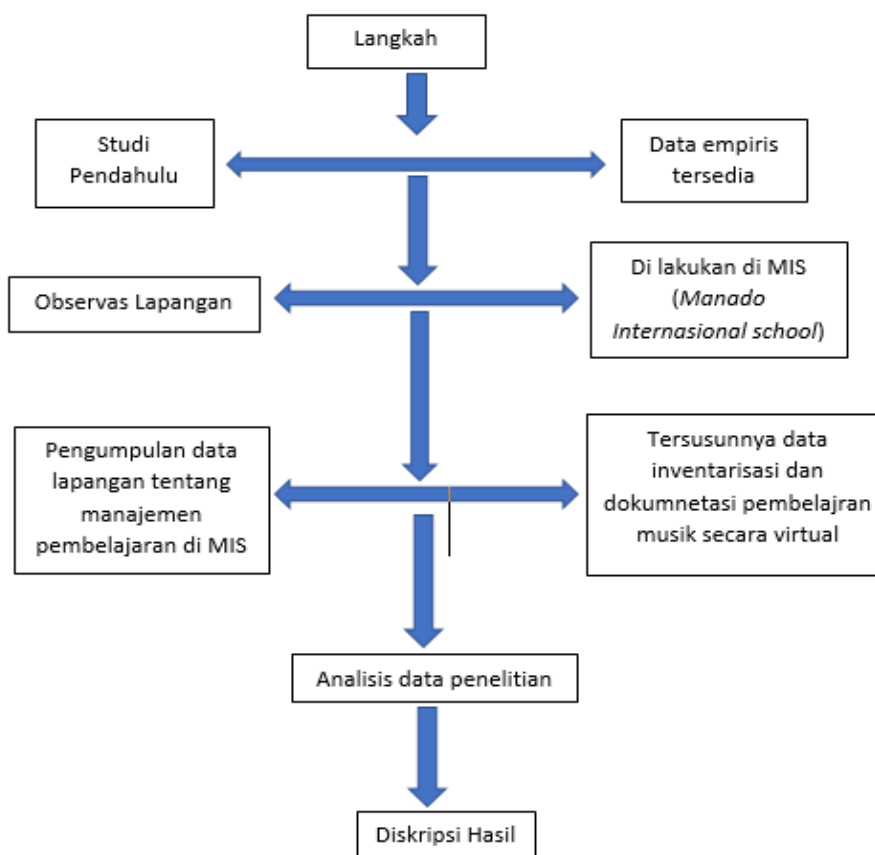 Langkah
Studi
Pendahulu
Data empiris
tersedia
Observas Lapangan
Di lakukan di MIS
(Manado
Internasional school)
Pengumpulan data
lapangan tentang
manajemen
pembelajaran di MIS
Tersusunnya data
inventarisasi dan
dokumnetasi pembelajran
musik secara virtual
Analisis data penelitian
Diskripsi Hasil